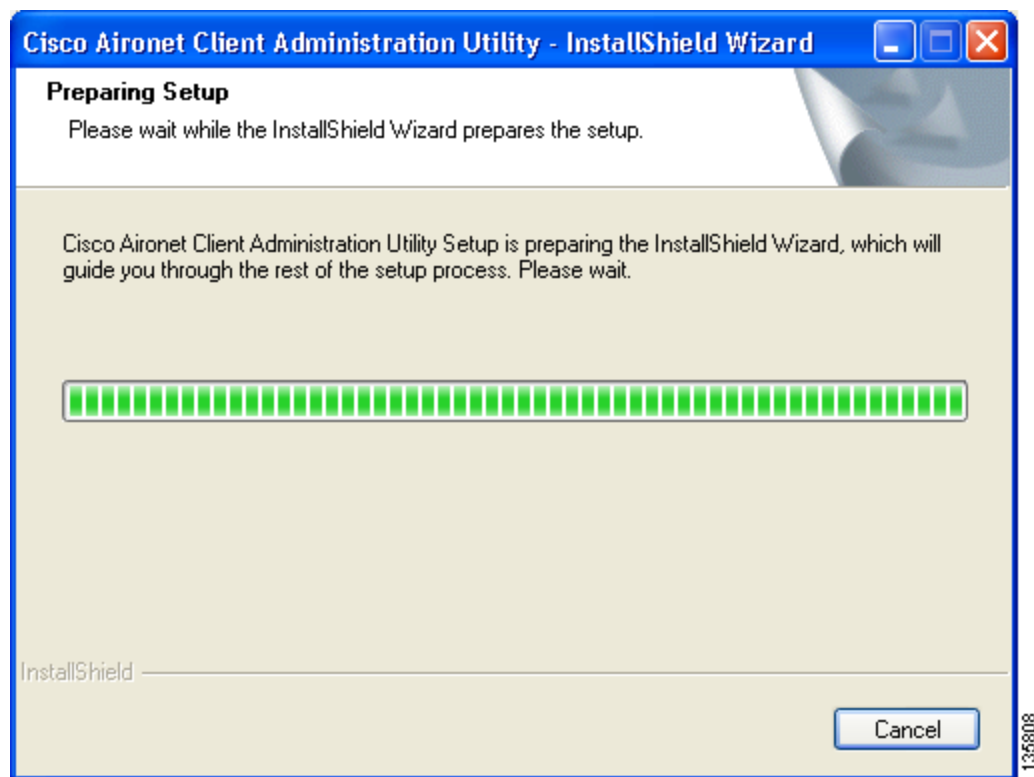 Cisco Aironet Client Administration Utility - InstallShield Wizard
Preparing Setup
Please wait while the InstallShield Wizard prepares the setup.
Cisco Aironet Client Administration Utility Setup is preparing the InstallShield Wizard, which will
guide you through the rest of the setup process. Please wait.
InstallShield
Cancel
135808